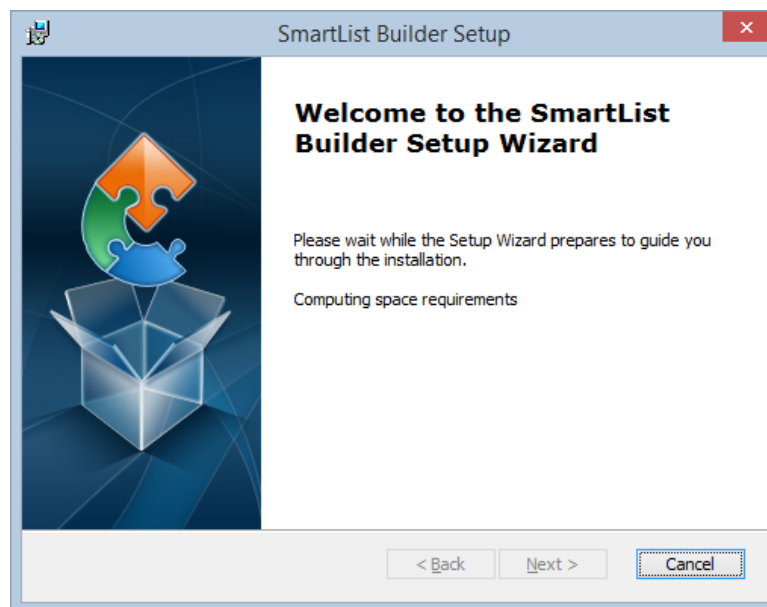 SmartList Builder Setup
Welcome to the SmartList
Builder Setup Wizard
Please wait while the Setup Wizard prepares to guide you
through the installation.
Computing space requirements
< Back Next > Cancel